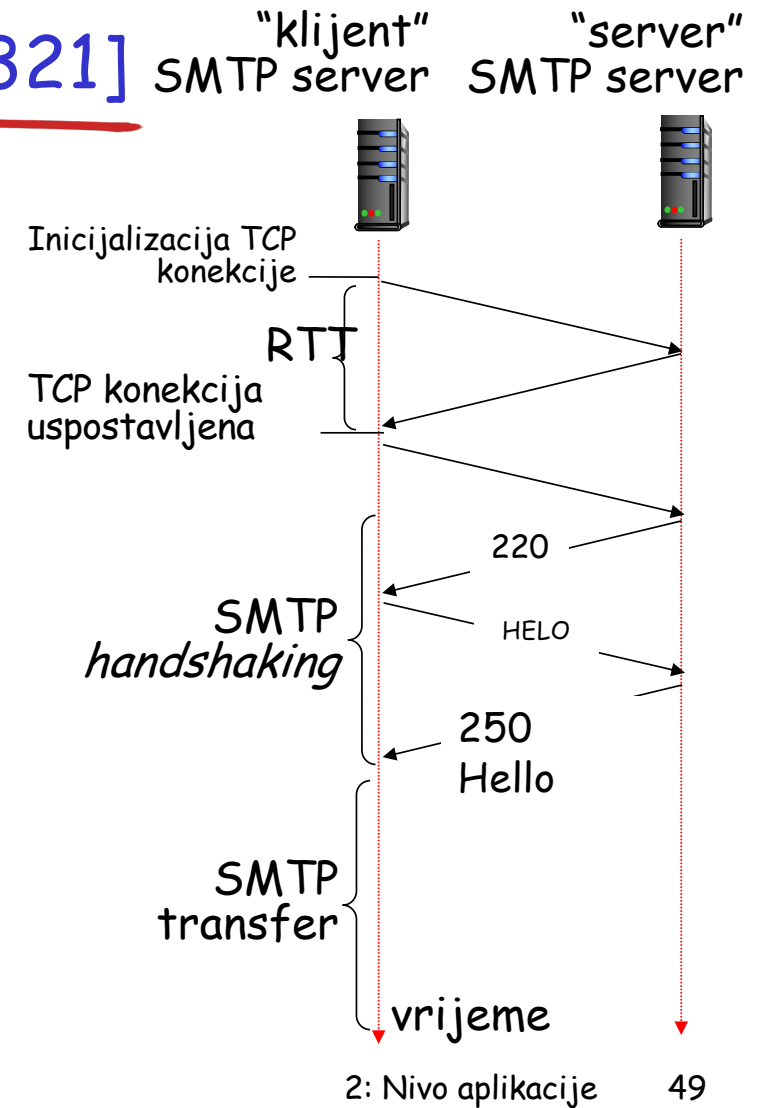 321]
“klijent”
SMTP server
“server”
SMTP server
Inicijalizacija TCP
konekcije
RTT
TCP konekcija
uspostavljena
220
SMTP
handshaking
HELO
250
Hello
SMTP
transfer
vrijeme
2: Nivo aplikacije 49